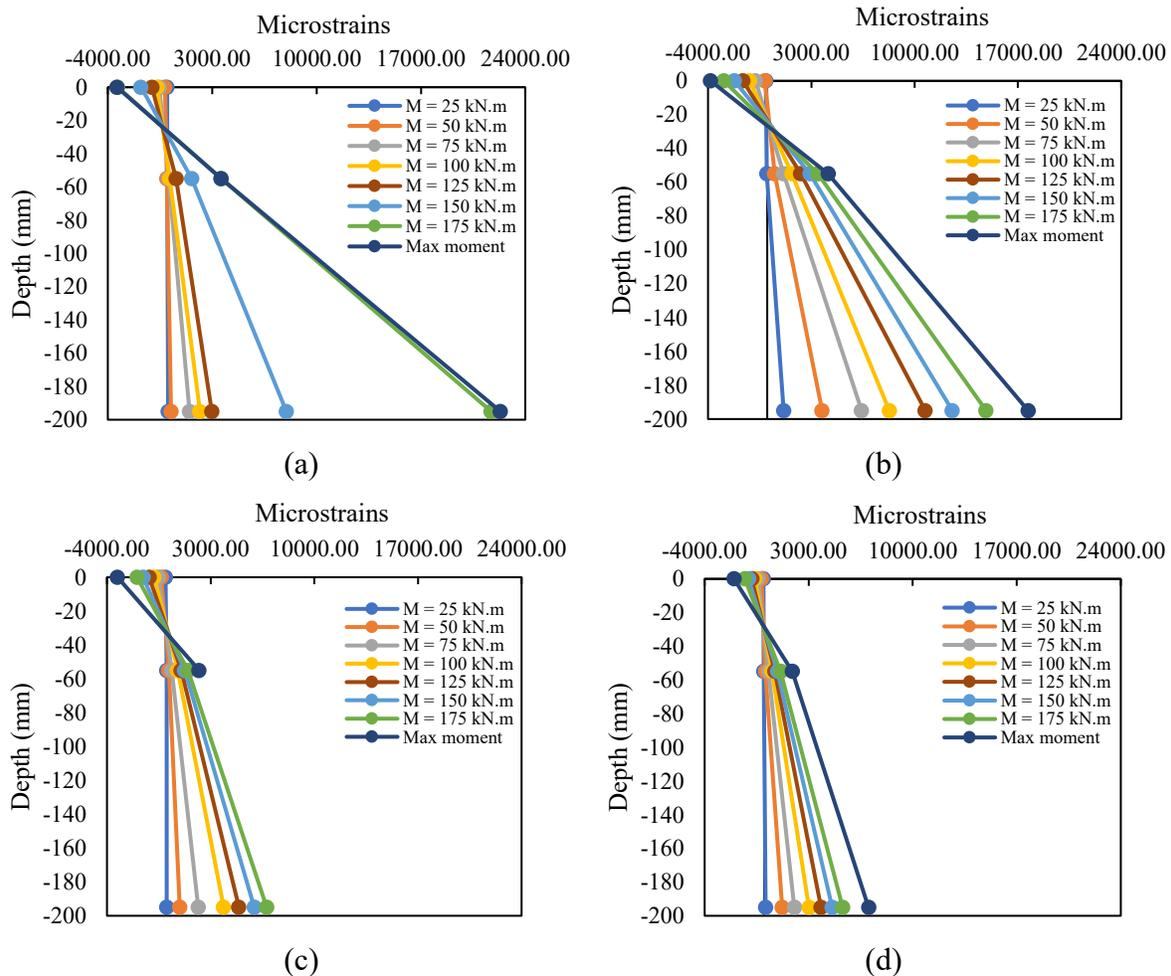 Microstrains
-4000.00 3000.00 10000.00 17000.00 24000.00
0
-20
-40
-60
-80
-100
-120
-140
-160
-180
-200
Depth (mm)
M = 25 kN.m
M = 50 kN.m
M = 75 kN.m
M = 100 kN.m
M = 125 kN.m
M = 150 kN.m
M = 175 kN.m
Max moment
(a)
Microstrains
-4000.00 3000.00 10000.00 17000.00 24000.00
0
-20
-40
-60
-80
-100
-120
-140
-160
-180
-200
Depth (mm)
M = 25 kN.m
M = 50 kN.m
M = 75 kN.m
M = 100 kN.m
M = 125 kN.m
M = 150 kN.m
M = 175 kN.m
Max moment
(b)
Microstrains
-4000.00 3000.00 10000.00 17000.00 24000.00
0
-20
-40
-60
-80
-100
-120
-140
-160
-180
-200
Depth (mm)
M = 25 kN.m
M = 50 kN.m
M = 75 kN.m
M = 100 kN.m
M = 125 kN.m
M = 150 kN.m
M = 175 kN.m
Max moment
(c)
Microstrains
-4000.00 3000.00 10000.00 17000.00 24000.00
0
-20
-40
-60
-80
-100
-120
-140
-160
-180
-200
Depth (mm)
M = 25 kN.m
M = 50 kN.m
M = 75 kN.m
M = 100 kN.m
M = 125 kN.m
M = 150 kN.m
M = 175 kN.m
Max moment
(d)